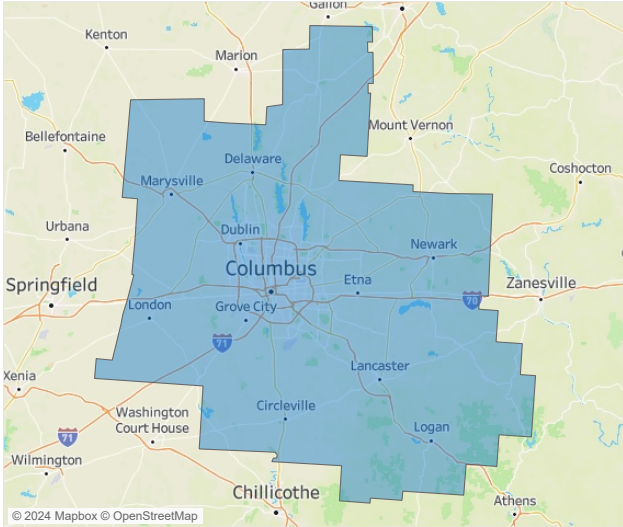 Galion
Kenton
Marion
Mount Vernon
Bellefontaine
Delaware
Coshocton
Marysville
Urbana
Dublin
Newark
Columbus
Springfield
Etna
Zanesville
70
London
Grove City
71
Lancaster
Xenia
Circleville
Washington
Court House
Logan
71
Wilmington
Chillicothe
Athens
© 2024 Mapbox © OpenStreetMap